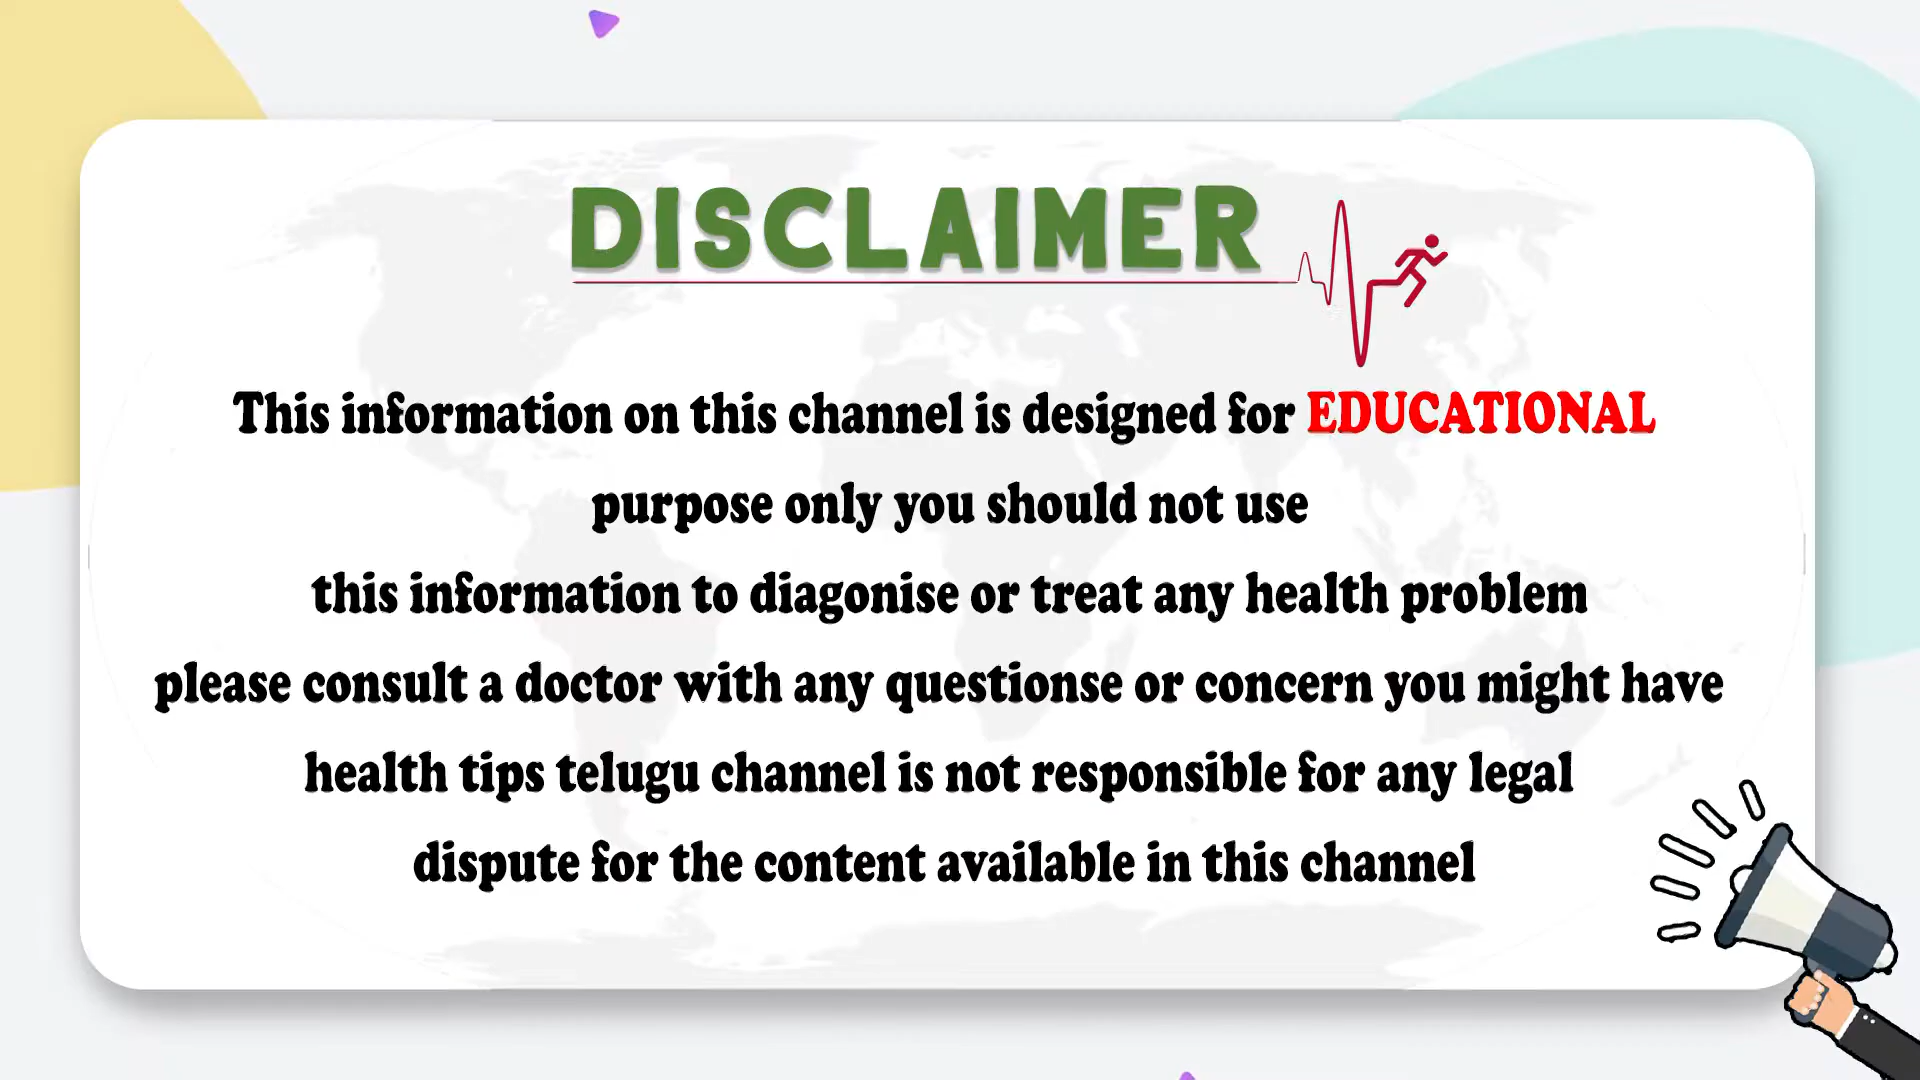 DISCLAIMER
This information on this channel is designed for EDUCATIONAL
purpose only you should not use
this information to diagonise or treat any health problem
please consult a doctor with any questionse or concern you might have
health tips telugu channel is not responsible for any legal
dispute for the content available in this channel